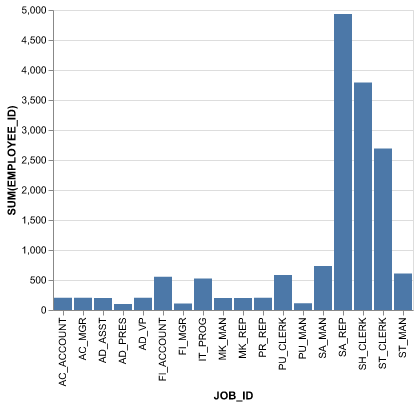 5,000
4,500
4,000
3,500
3,000
2,500
2,000
1,500
1,000
500
0
SUM(EMPLOYEE_ID)
AC_ACCOUNT
AC_MGR
AD_ASST
AD_PRES
AD_VP
FI_ACCOUNT
FI_MGR
IT_PROG
MK_MAN
MK_REP
PR_REP
PU_CLERK
PU_MAN
SA_MAN
SA_REP
SH_CLERK
ST_CLERK
ST_MAN
JOB_ID